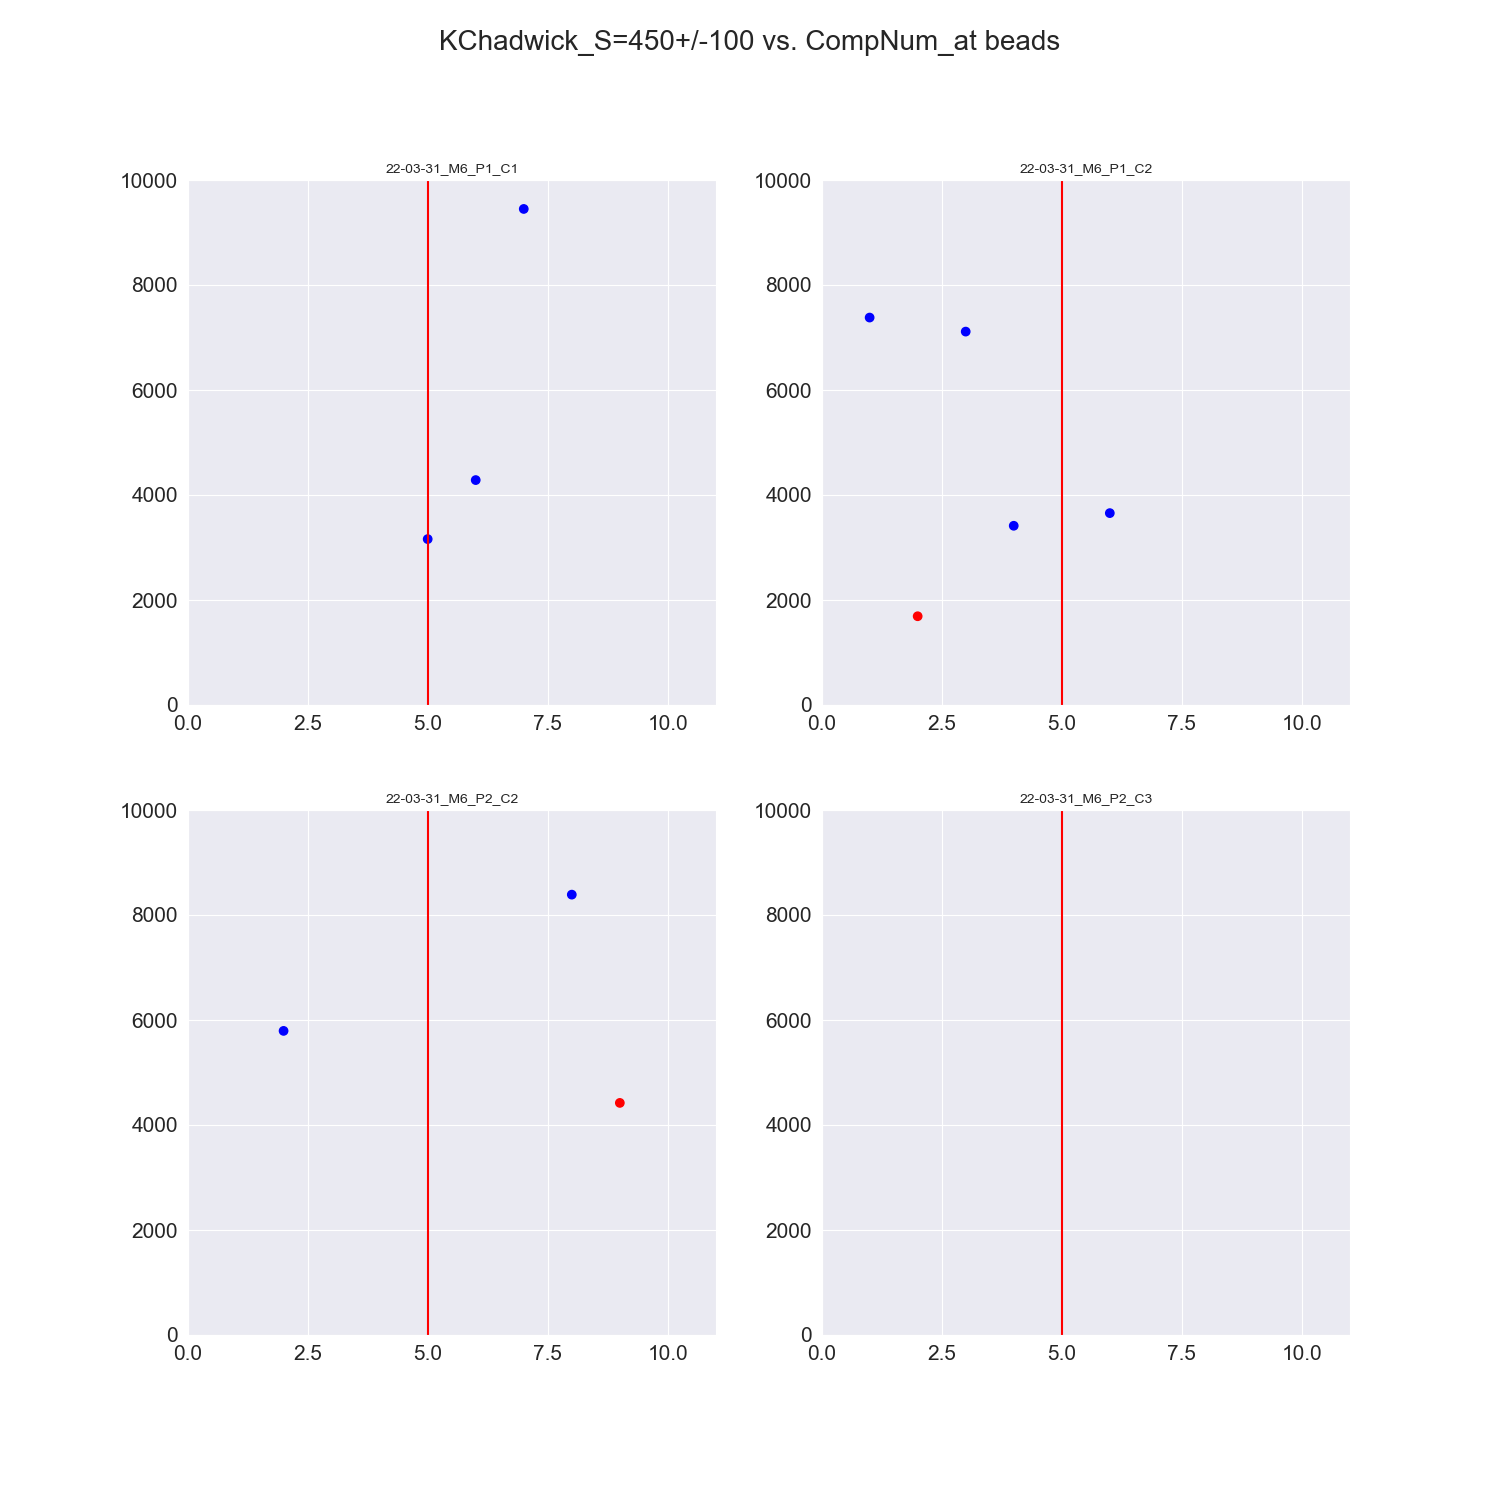 KChadwick_S=450+/-100 vs. CompNum_at beads
22-03-31_M6_P1_C1
10000
8000
6000
4000
2000
0
0.0 2.5 5.0 7.5 10.0
22-03-31_M6_P1_C2
10000
8000
6000
4000
2000
0
0.0 2.5 5.0 7.5 10.0
22-03-31_M6_P2_C2
10000
8000
6000
4000
2000
0
0.0 2.5 5.0 7.5 10.0
22-03-31_M6_P2_C3
10000
8000
6000
4000
2000
0
0.0 2.5 5.0 7.5 10.0